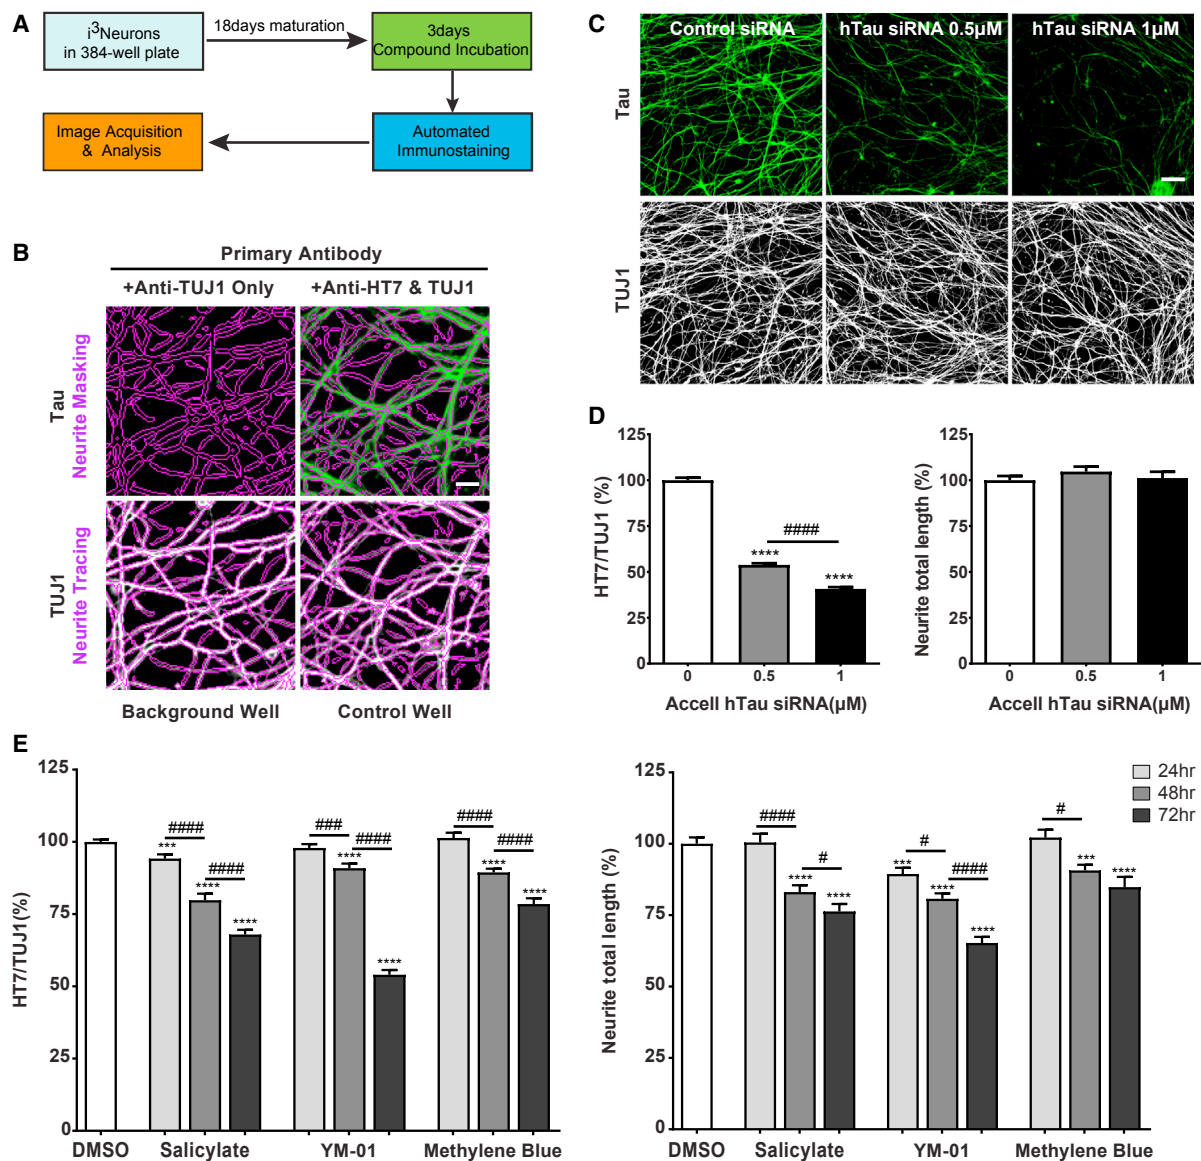 A
i³Neurons
in 384-well plate
18days maturation
3days
Compound Incubation
Image Acquisition
& Analysis
Automated
Immunostaining
B
Primary Antibody
+Anti-TUJ1 Only
+Anti-HT7 & TUJ1
Tau
Neurite Masking
TUJ1
Neurite Tracing
Background Well
Control Well
C
Control siRNA
hTau siRNA 0.5µM
hTau siRNA 1µM
Tau
TUJ1
D
HT7/TUJ1 (%)
125
100
75
50
25
0
****
####
****
0
0.5
1
Accell hTau siRNA(µM)
Neurite total length (%)
125
100
75
50
25
0
0
0.5
1
Accell hTau siRNA(µM)
E
HT7/TUJ1(%)
125
100
75
50
25
0
***
####
****
####
****
###
****
####
****
####
****
####
****
DMSO
Salicylate
YM-01
Methylene Blue
Neurite total length (%)
125
100
75
50
25
0
####
****
#
****
***
#
****
####
****
#
***
****
DMSO
Salicylate
YM-01
Methylene Blue
24hr
48hr
72hr